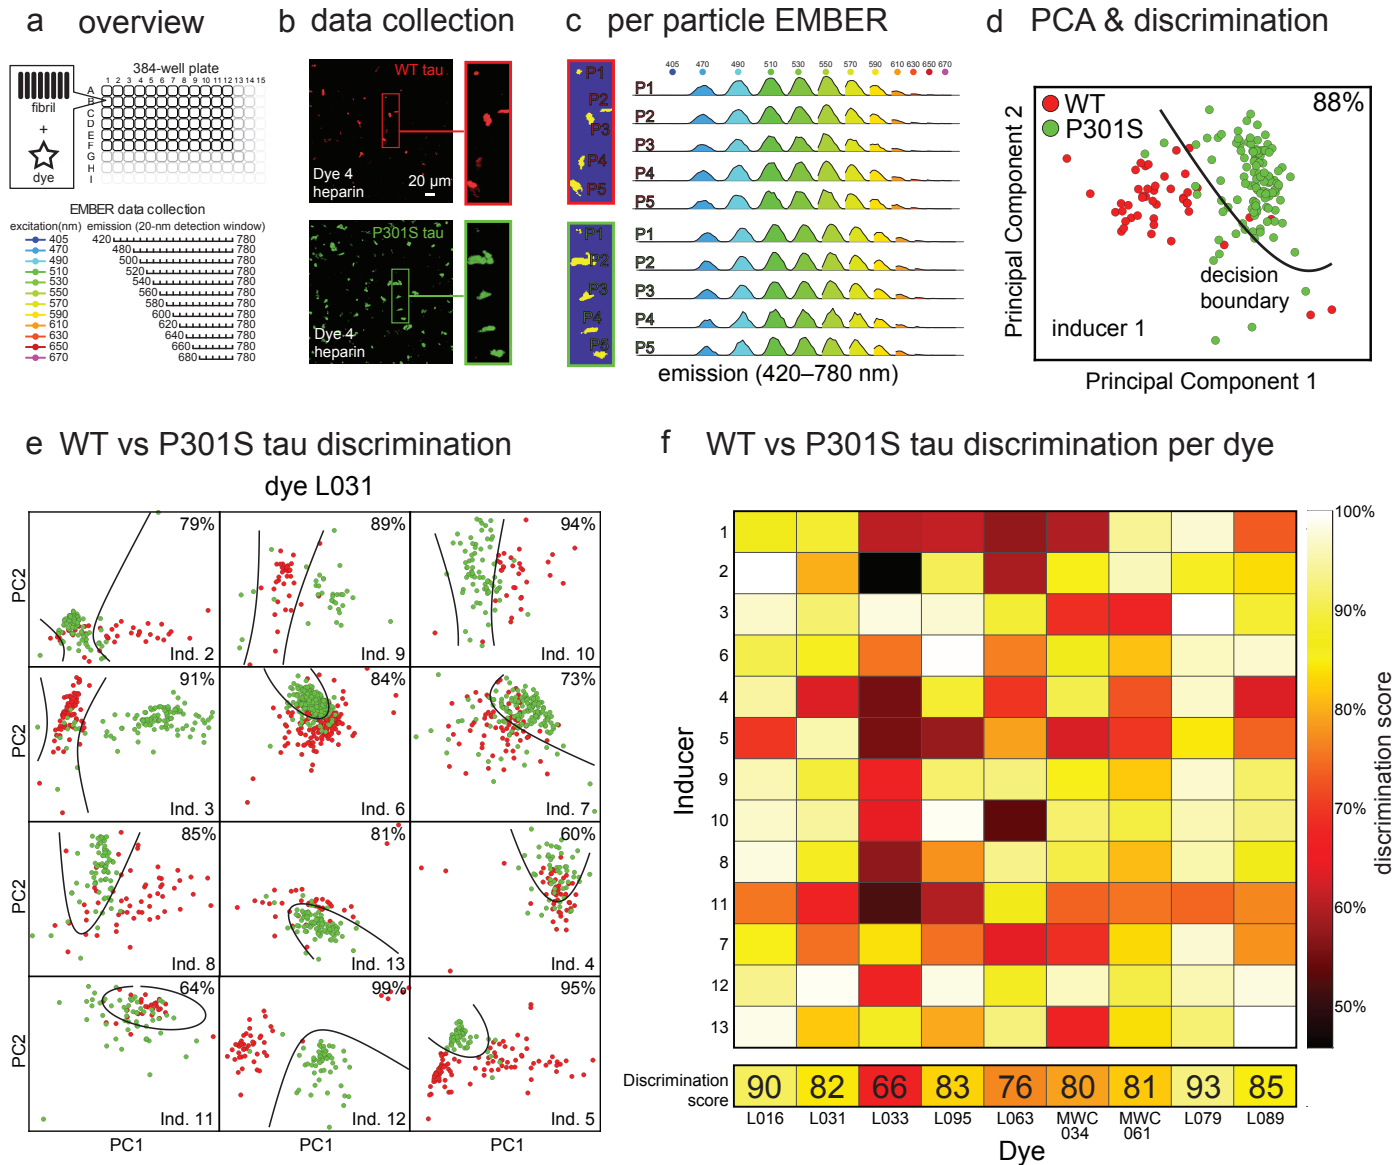 a overview
384-well plate
1 2 3 4 5 6 7 8 9 10 11 12 13 14 15
A
B
C
D
E
F
G
H
I
fibril
+
dye
EMBER data collection
excitation(nm) emission (20-nm detection window)
405 420 780
470 480 780
490 500 780
510 520 780
530 540 780
550 560 780
570 580 780
590 600 780
610 620 780
630 640 780
650 660 780
670 680 780
b data collection
WT tau
Dye 4
heparin
20 µm
P301S tau
Dye 4
heparin
c per particle EMBER
405 470 490 510 530 550 570 590 610 630 650 670
P1
P2
P3
P4
P5
P1
P2
P3
P4
P5
P1
P2
P3
P4
P5
P1
P2
P3
P4
P5
emission (420–780 nm)
d PCA & discrimination
WT
P301S
88%
decision
boundary
inducer 1
Principal Component 2
Principal Component 1
e WT vs P301S tau discrimination
dye L031
PC2
79%
Ind. 2
89%
Ind. 9
94%
Ind. 10
PC2
91%
Ind. 3
84%
Ind. 6
73%
Ind. 7
PC2
85%
Ind. 8
81%
Ind. 13
60%
Ind. 4
PC2
64%
Ind. 11
99%
Ind. 12
95%
Ind. 5
PC1 PC1 PC1
f WT vs P301S tau discrimination per dye
Inducer
1
2
3
6
4
5
9
10
8
11
7
12
13
100%
90%
80%
70%
60%
50%
discrimination score
Discrimination
score
90 82 66 83 76 80 81 93 85
L016 L031 L033 L095 L063 MWC 034 MWC 061 L079 L089
Dye